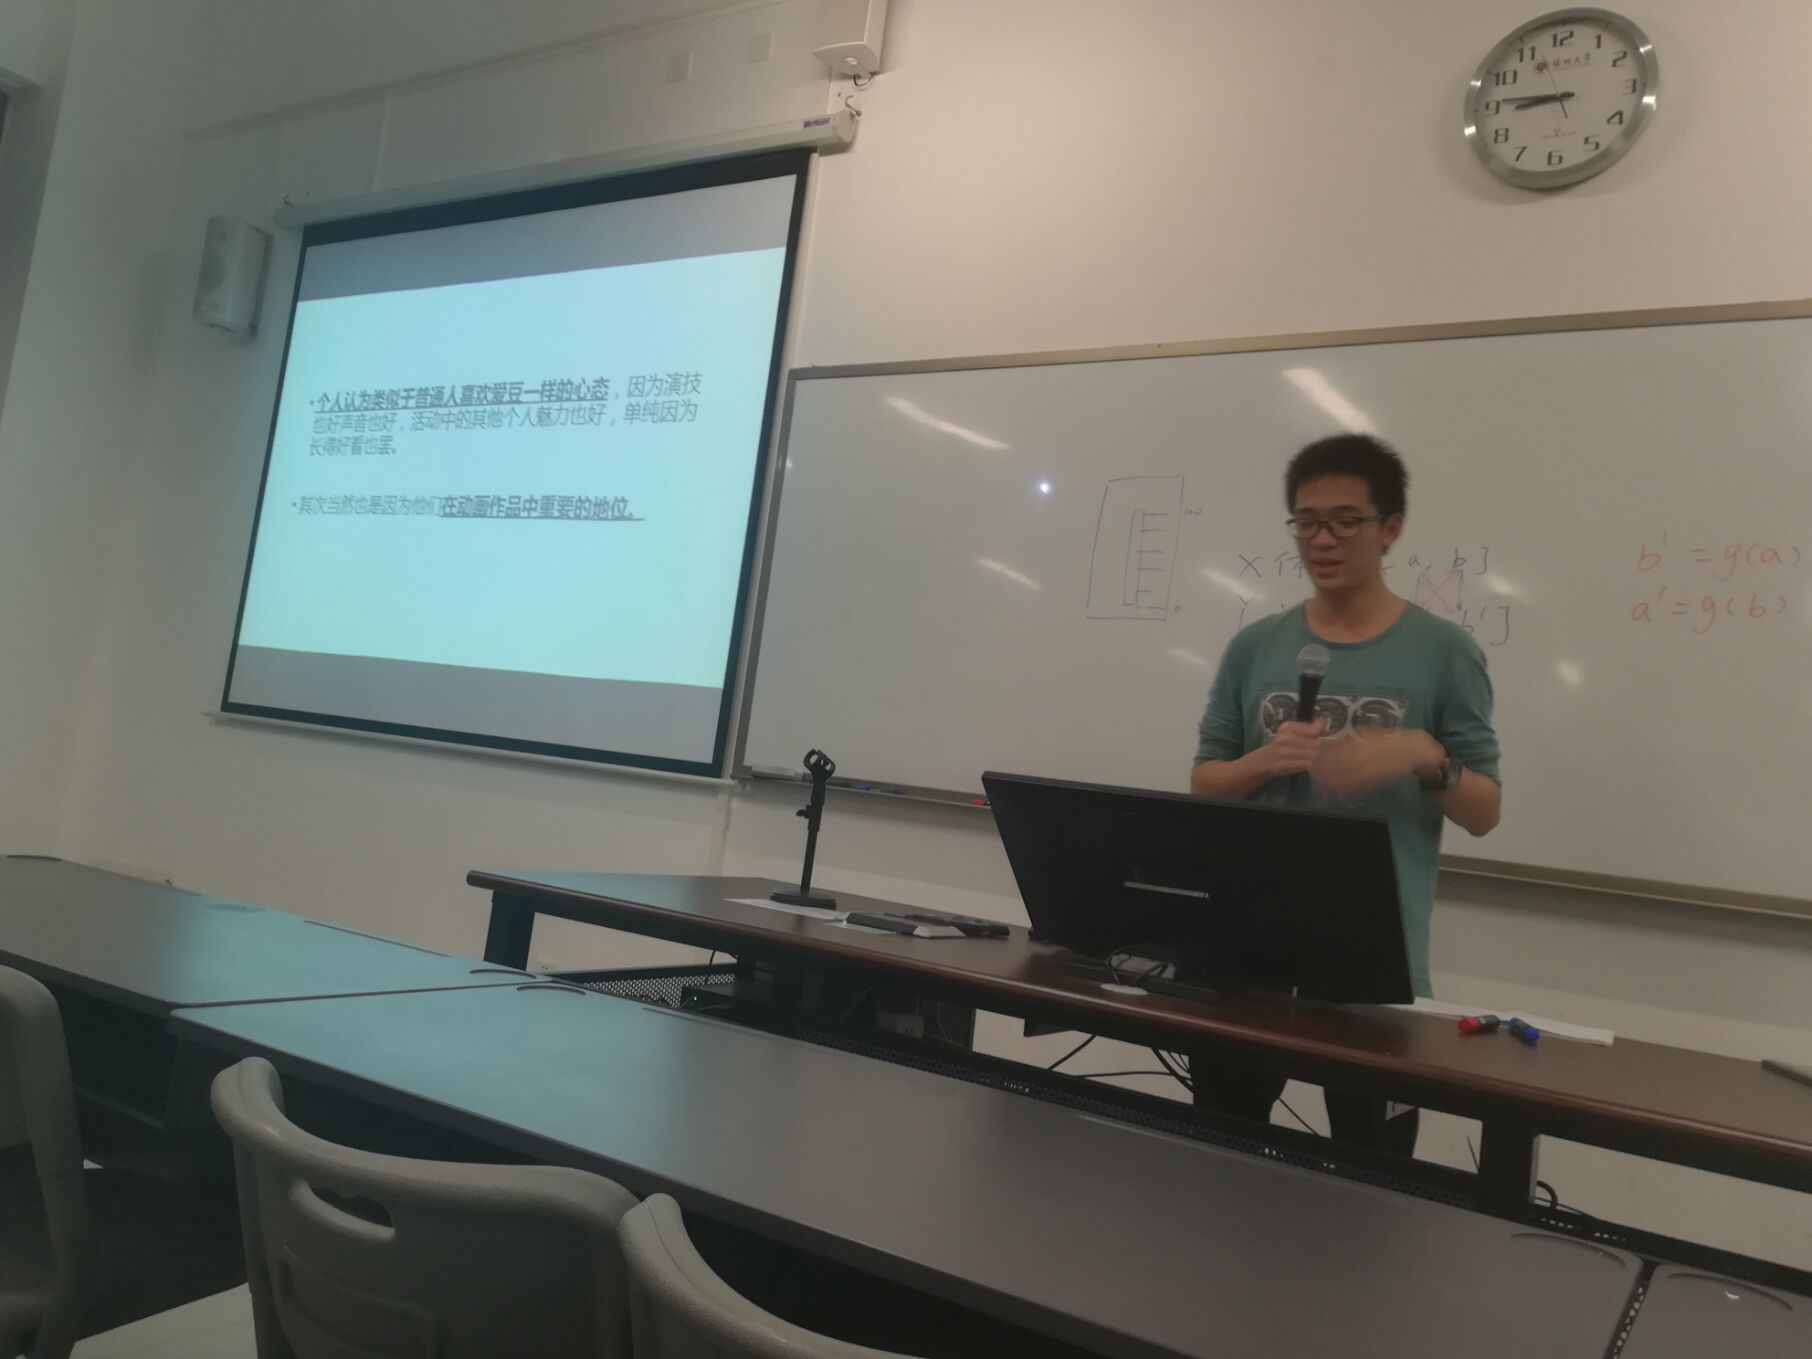 • 个人认为类似于普通人喜欢爱豆一样的心态，因为演技
也好声音也好，活动中的其他个人魅力也好，单纯因为
长得好看也罢。
• 其次当然也是因为他们在动画作品中重要的地位。
12
1
2
3
4
5
6
7
8
9
10
11
X
a, b]
b']
b' = g(a)
a' = g(b)